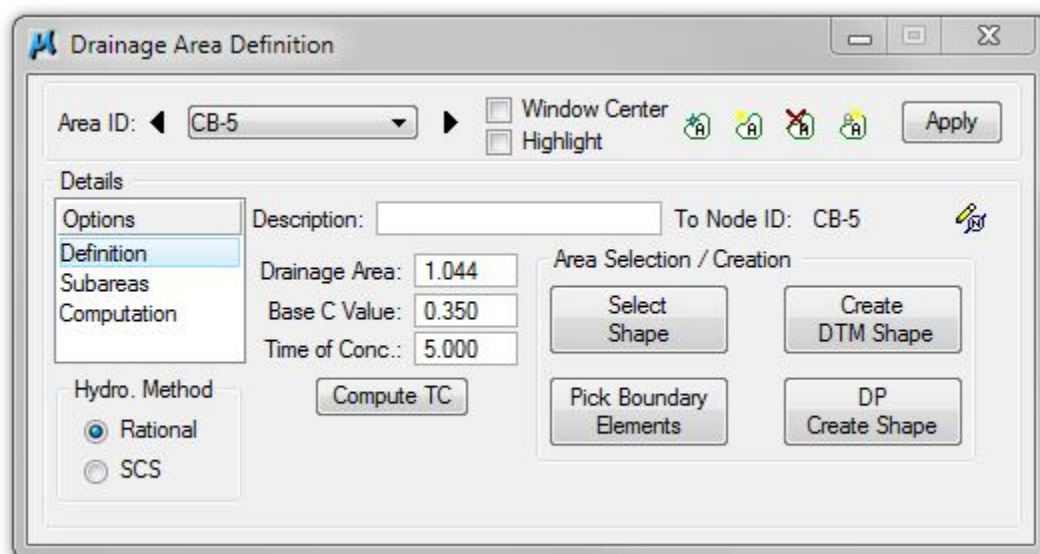 Drainage Area Definition
Area ID: CB-5
Window Center
Highlight
Apply
Details
Options
Definition
Subareas
Computation
Description:
To Node ID: CB-5
Drainage Area: 1.044
Base C Value: 0.350
Time of Conc.: 5.000
Compute TC
Area Selection / Creation
Select
Shape
Create
DTM Shape
Pick Boundary
Elements
DP
Create Shape
Hydro. Method
Rational
SCS